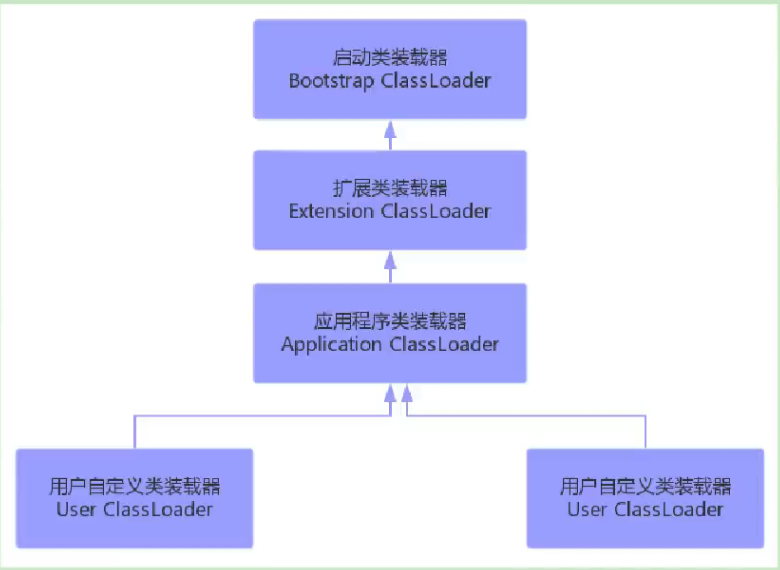 启动类装载器
Bootstrap ClassLoader
扩展类装载器
Extension ClassLoader
应用程序类装载器
Application ClassLoader
用户自定义类装载器
User ClassLoader
用户自定义类装载器
User ClassLoader